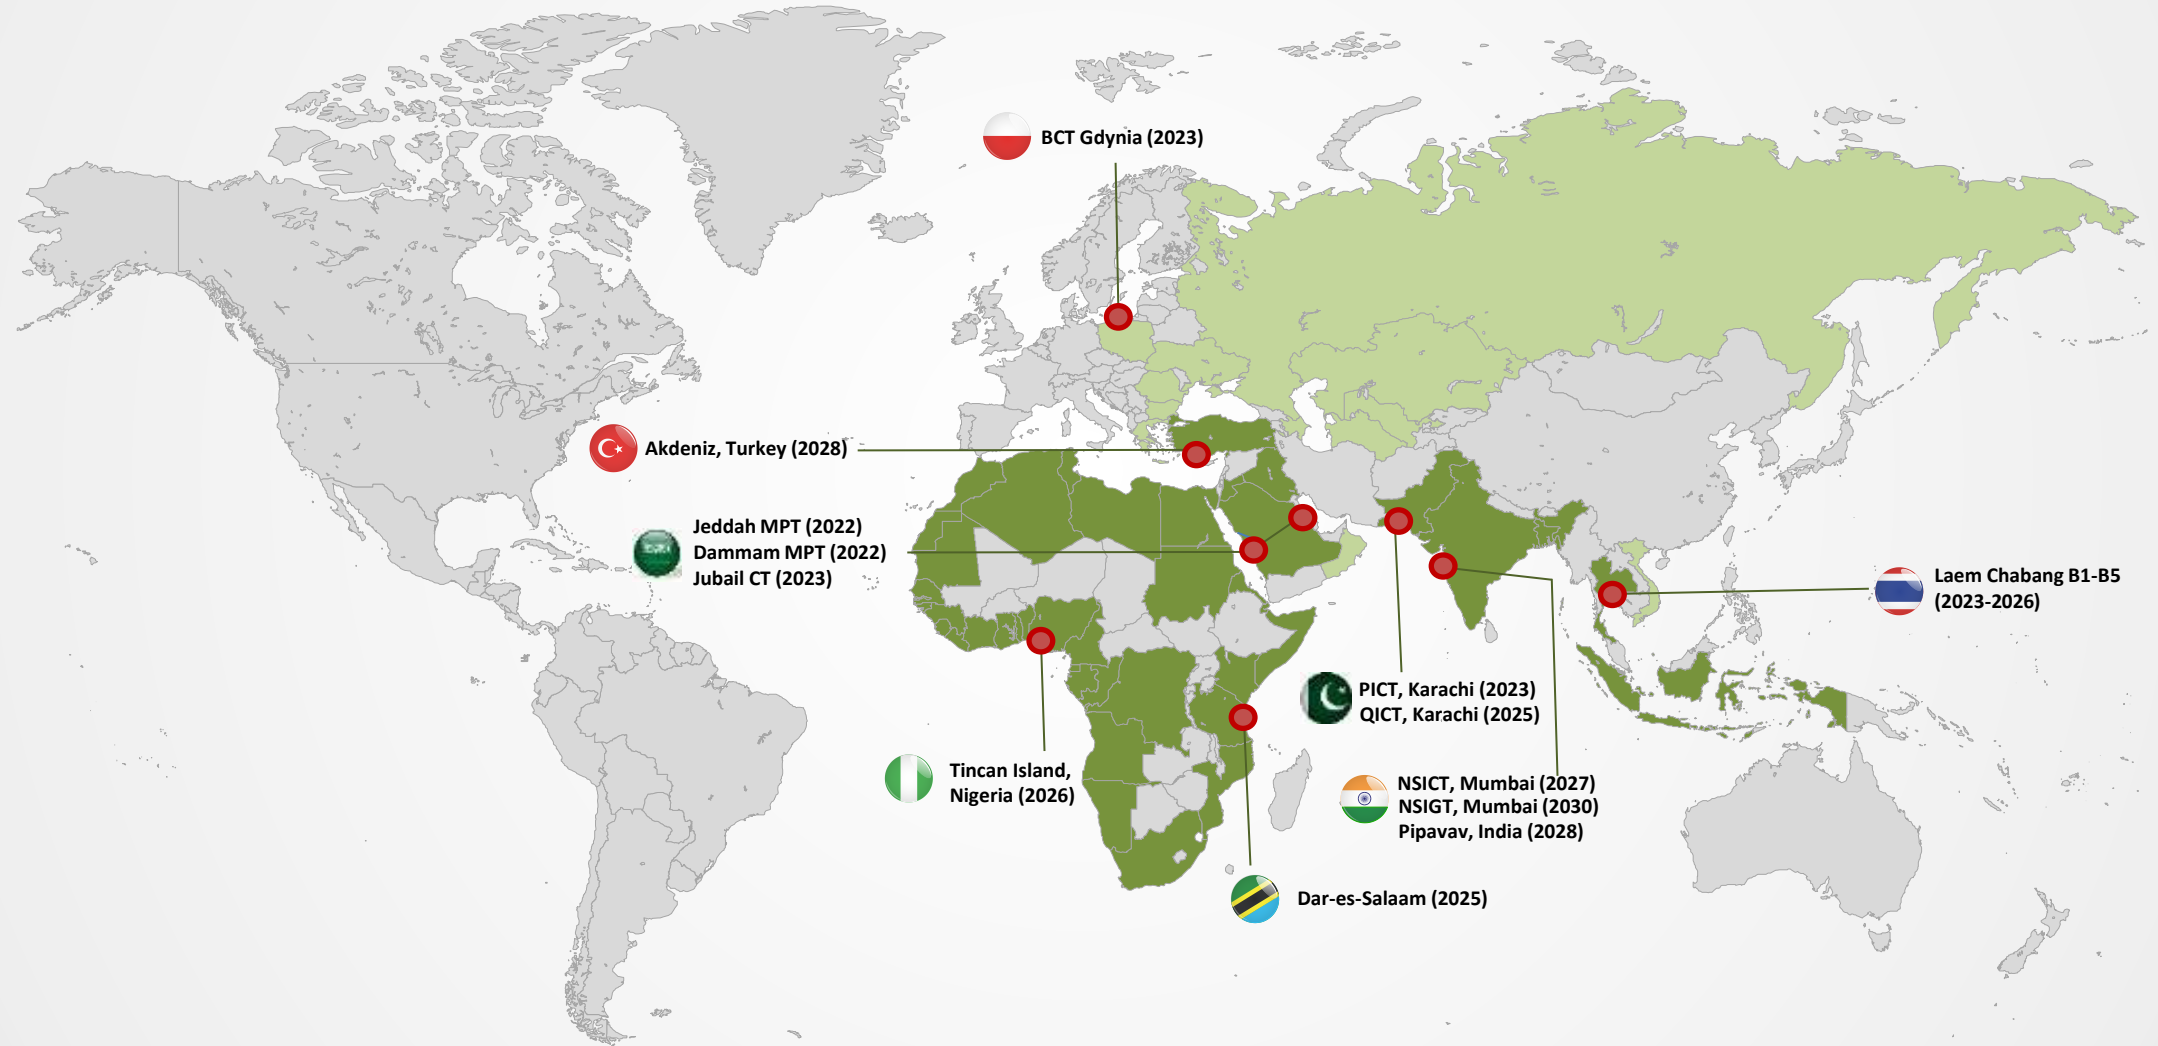 BCT Gdynia (2023)
Akdeniz, Turkey (2028)
Jeddah MPT (2022)
Dammam MPT (2022)
Jubail CT (2023)
Laem Chabang B1-B5
(2023-2026)
PICT, Karachi (2023)
QICT, Karachi (2025)
Tincan Island,
Nigeria (2026)
NSICT, Mumbai (2027)
NSIGT, Mumbai (2030)
Pipavav, India (2028)
Dar-es-Salaam (2025)